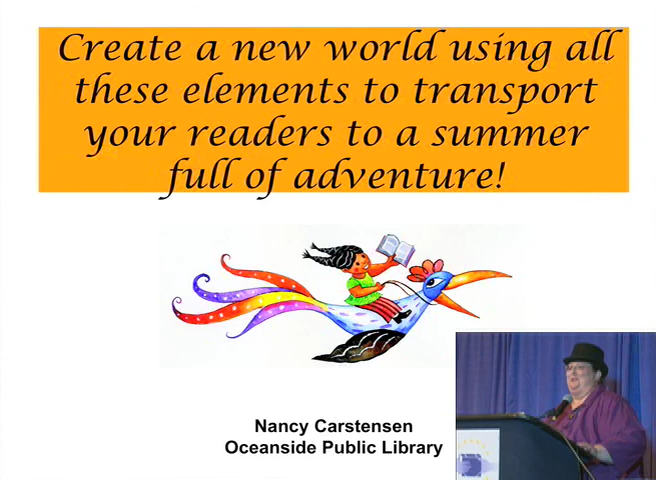 Create a new world using all
these elements to transport
your readers to a summer
full of adventure!
Nancy Carstensen
Oceanside Public Library